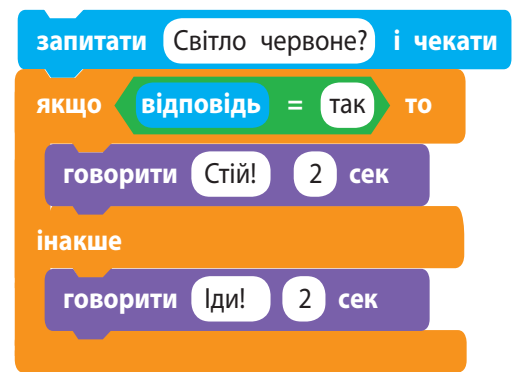 запитати Світло червоне? і чекати
якщо відповідь = так то
говорити Стій! 2 сек
інакше
говорити Іди! 2 сек